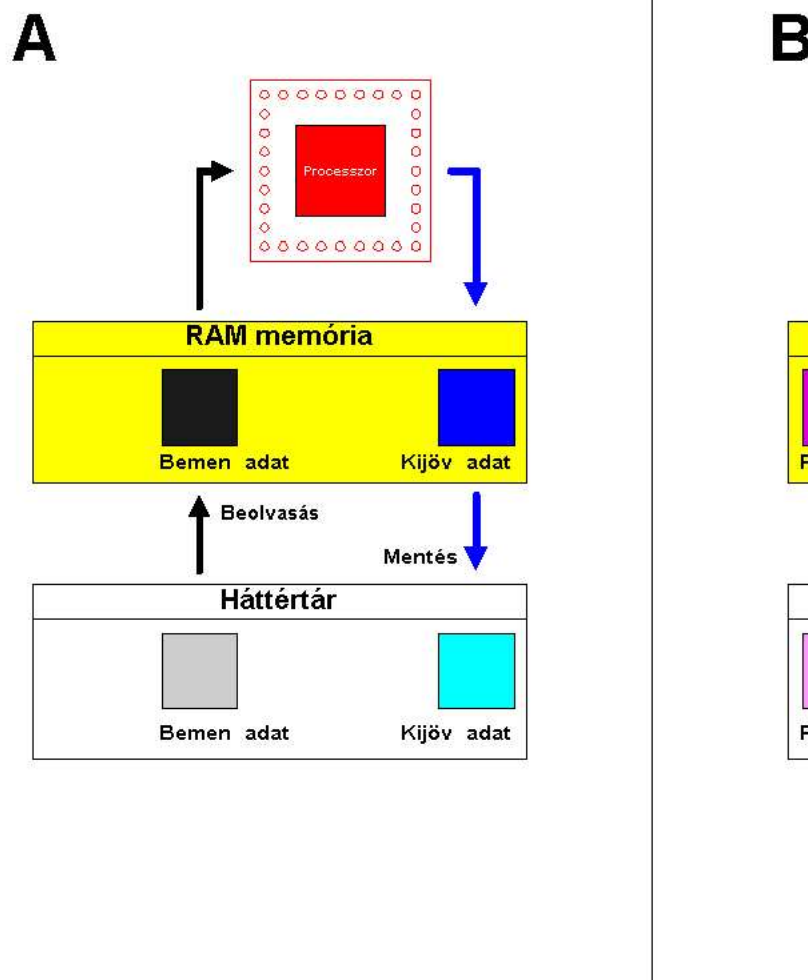 A
B
Processzor
RAM memória
Bemen adat
Kijöv adat
Beolvasás
Mentés
Háttértár
Bemen adat
Kijöv adat